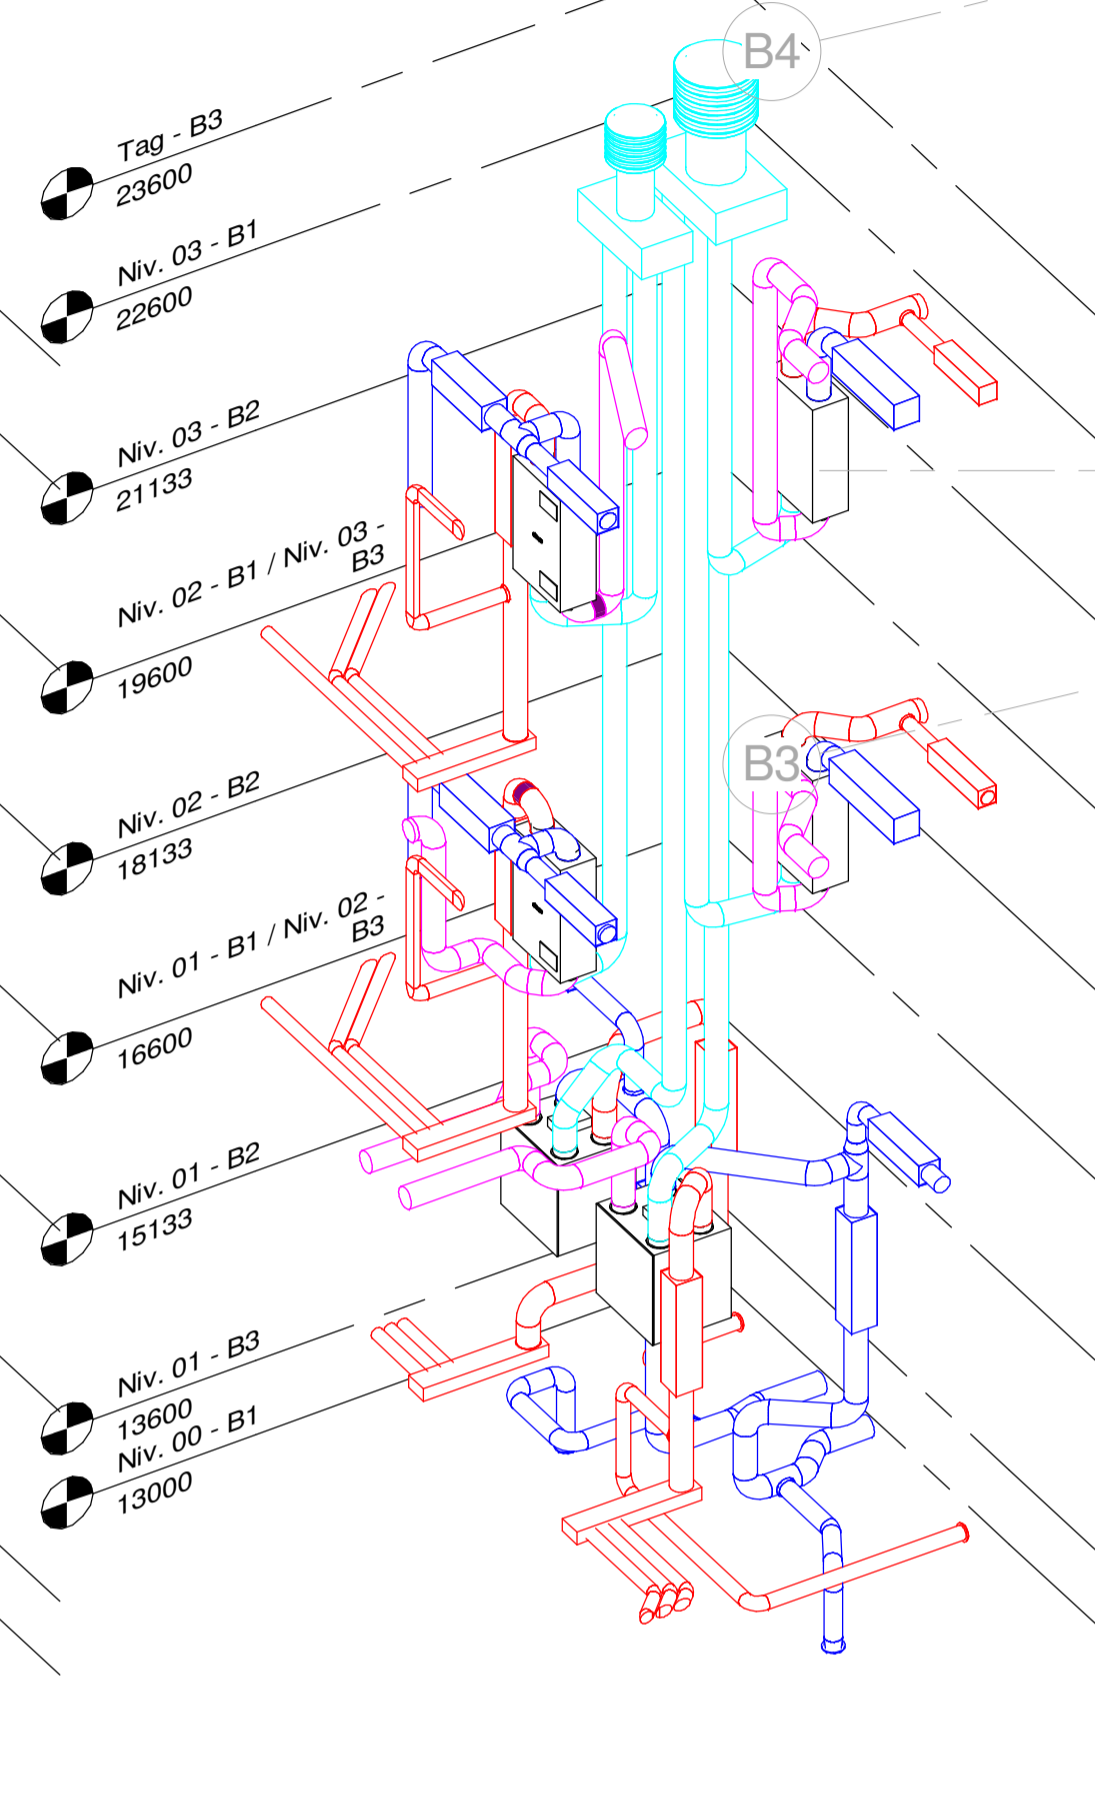 B4
Tag - B3
23600
Niv. 03 - B1
22600
Niv. 03 - B2
21133
Niv. 02 - B1 / Niv. 03 -
B3
19600
Niv. 02 - B2
18133
B3
Niv. 01 - B1 / Niv. 02 -
B3
16600
Niv. 01 - B2
15133
Niv. 01 - B3
13600
Niv. 00 - B1
13000